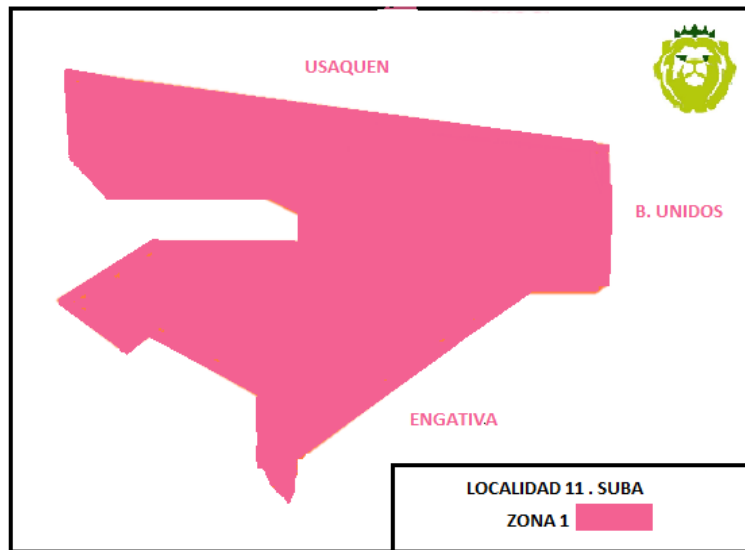 USAQUEN
B. UNIDOS
ENGATIVA
LOCALIDAD 11 . SUBA
ZONA 1